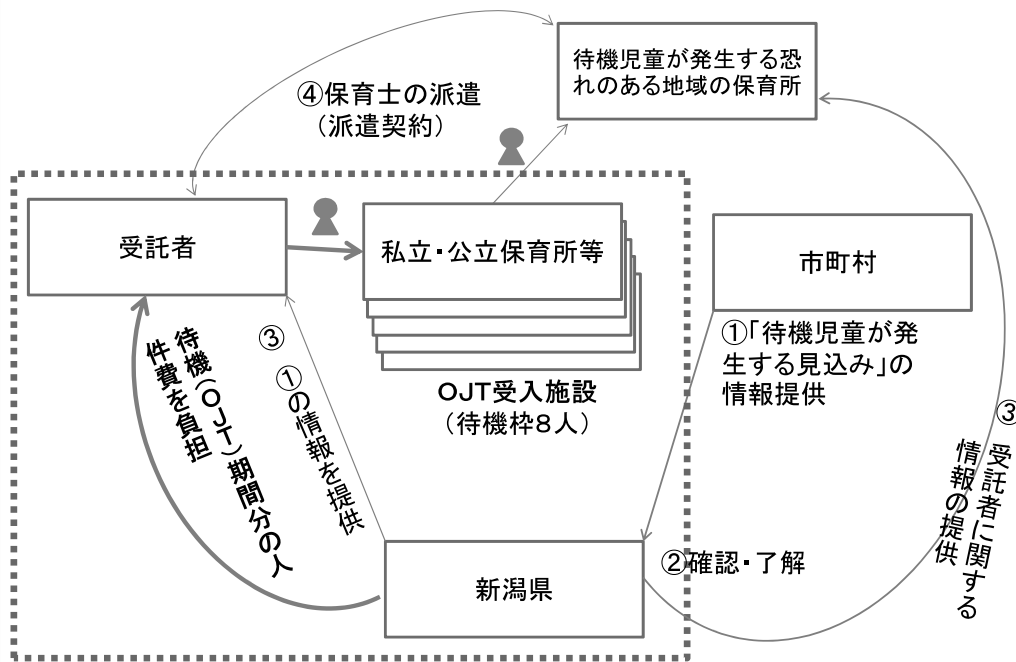 待機児童が発生する恐
れのある地域の保育所
④保育士の派遣
（派遣契約）
受託者
私立・公立保育所等
市町村
①「待機児童が発
生する見込み」の
情報提供
OJT受入施設
（待機枠８人）
③　①の情報を提供
待機（OJT）期間分の人
件費を負担
③　受託者に関する
情報の提供
②確認・了解
新潟県